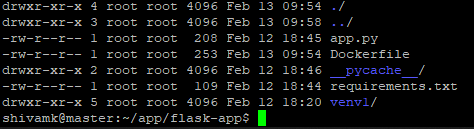 drwxr-xr-x 4 root root 4096 Feb 13 09:54 ./
drwxr-xr-x 3 root root 4096 Feb 13 09:58 ../
-rw-r--r-- 1 root root  208 Feb 12 18:45 app.py
-rw-r--r-- 1 root root  253 Feb 13 09:54 Dockerfile
drwxr-xr-x 2 root root 4096 Feb 12 18:46 __pycache__/
-rw-r--r-- 1 root root  109 Feb 12 18:44 requirements.txt
drwxr-xr-x 5 root root 4096 Feb 12 18:20 venv1/
shivamk@master:~/app/flask-app$